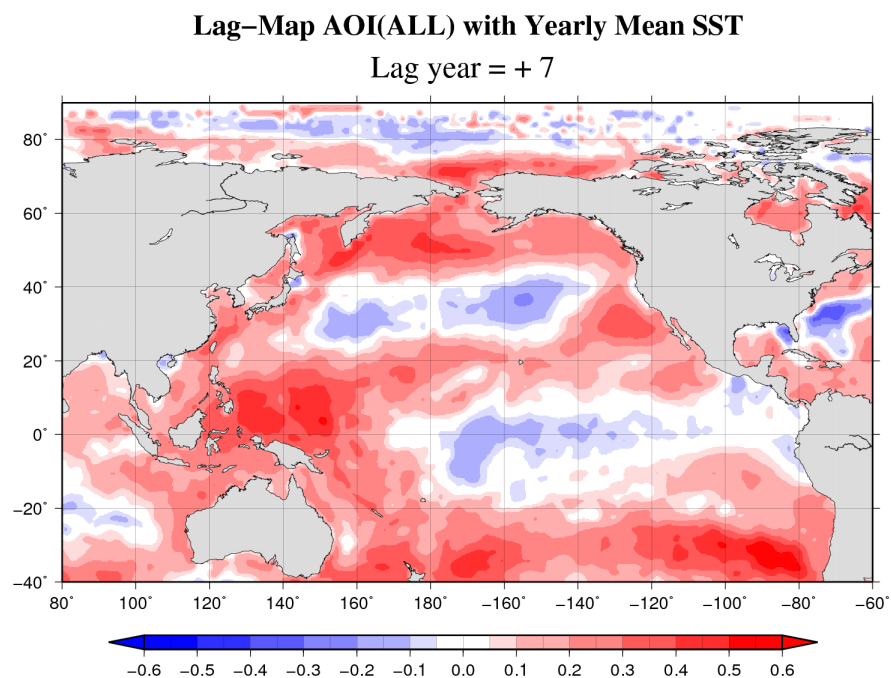 Lag−Map AOI(ALL) with Yearly Mean SST
Lag year = + 7
80˚
60˚
40˚
20˚
0˚
−20˚
−40˚
80 100˚ 120˚ 140˚ 160˚ 180˚ −160˚ −140˚ −120˚ −100˚ −80˚ −60˚
−0.6 −0.5 −0.4 −0.3 −0.2 −0.1 0.0 0.1 0.2 0.3 0.4 0.5 0.6